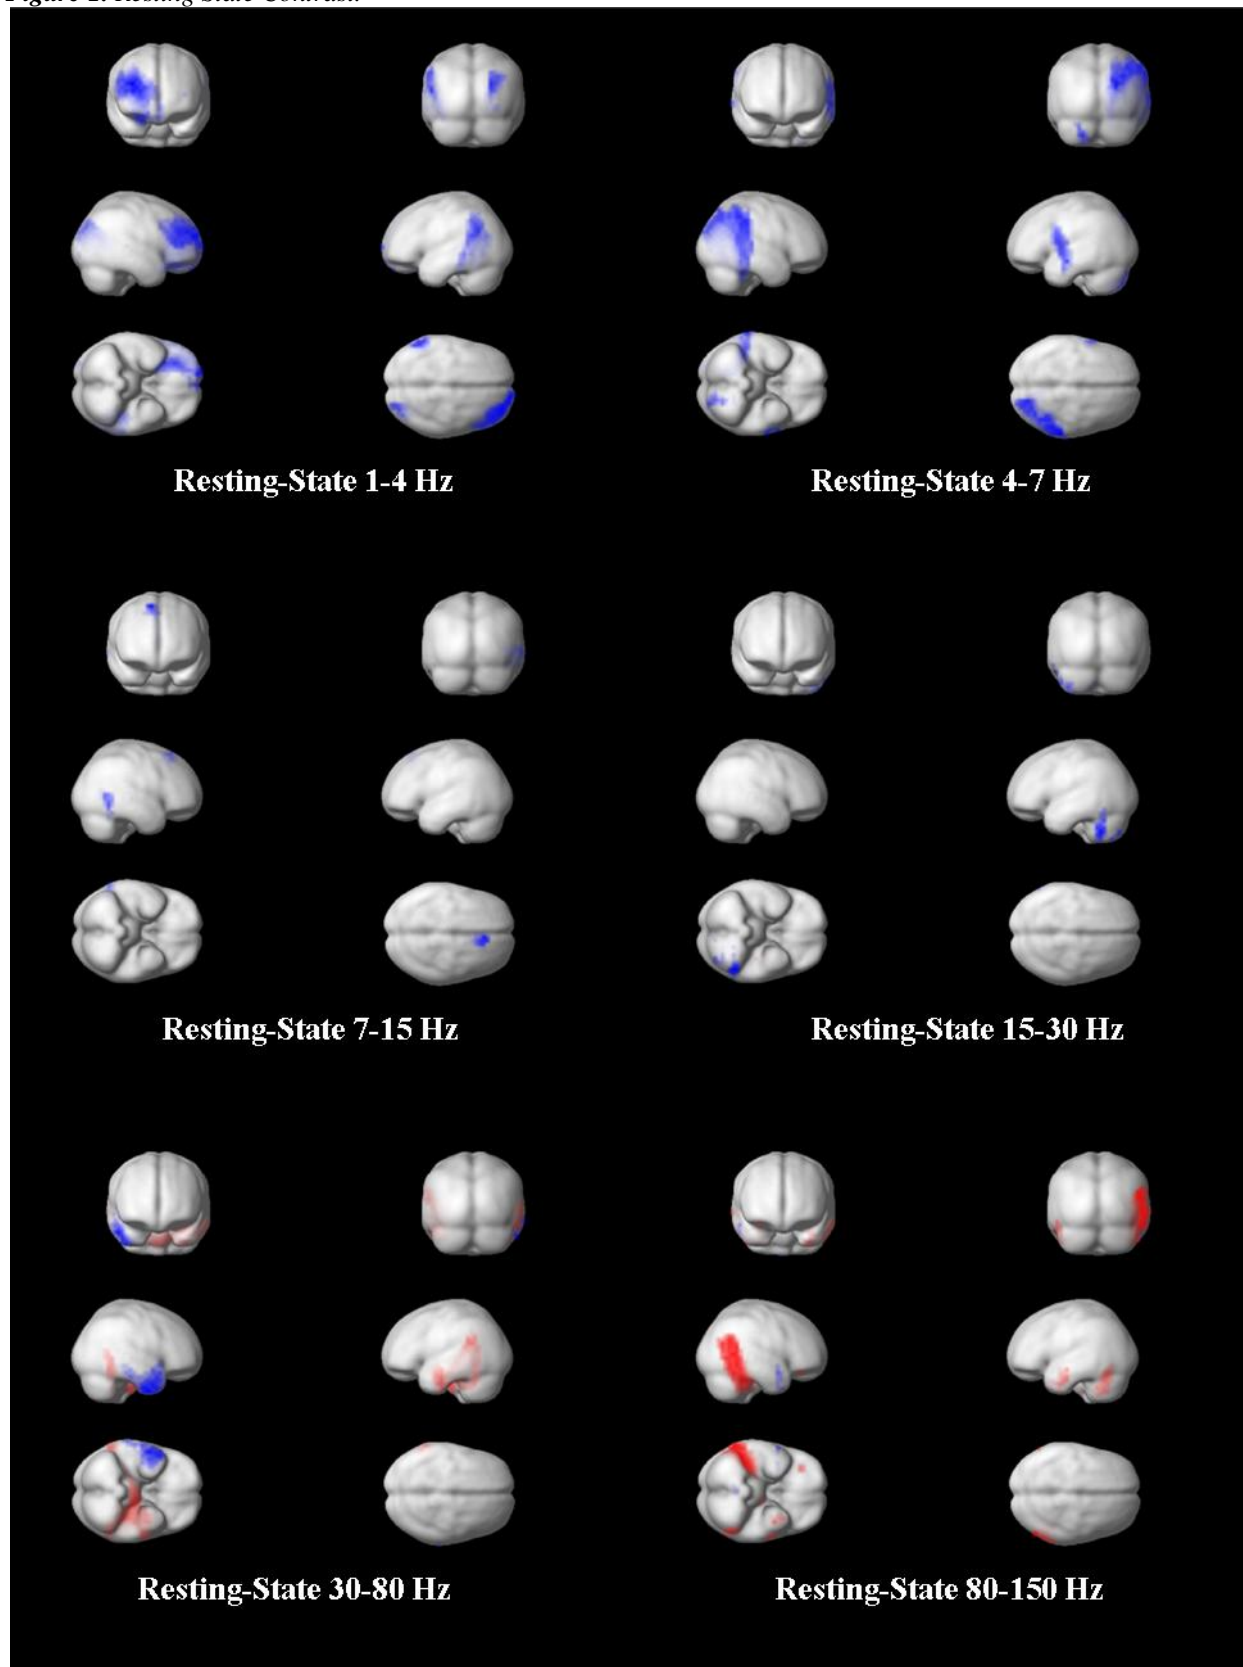 Resting-State 1-4 Hz
Resting-State 4-7 Hz
Resting-State 7-15 Hz
Resting-State 15-30 Hz
Resting-State 30-80 Hz
Resting-State 80-150 Hz